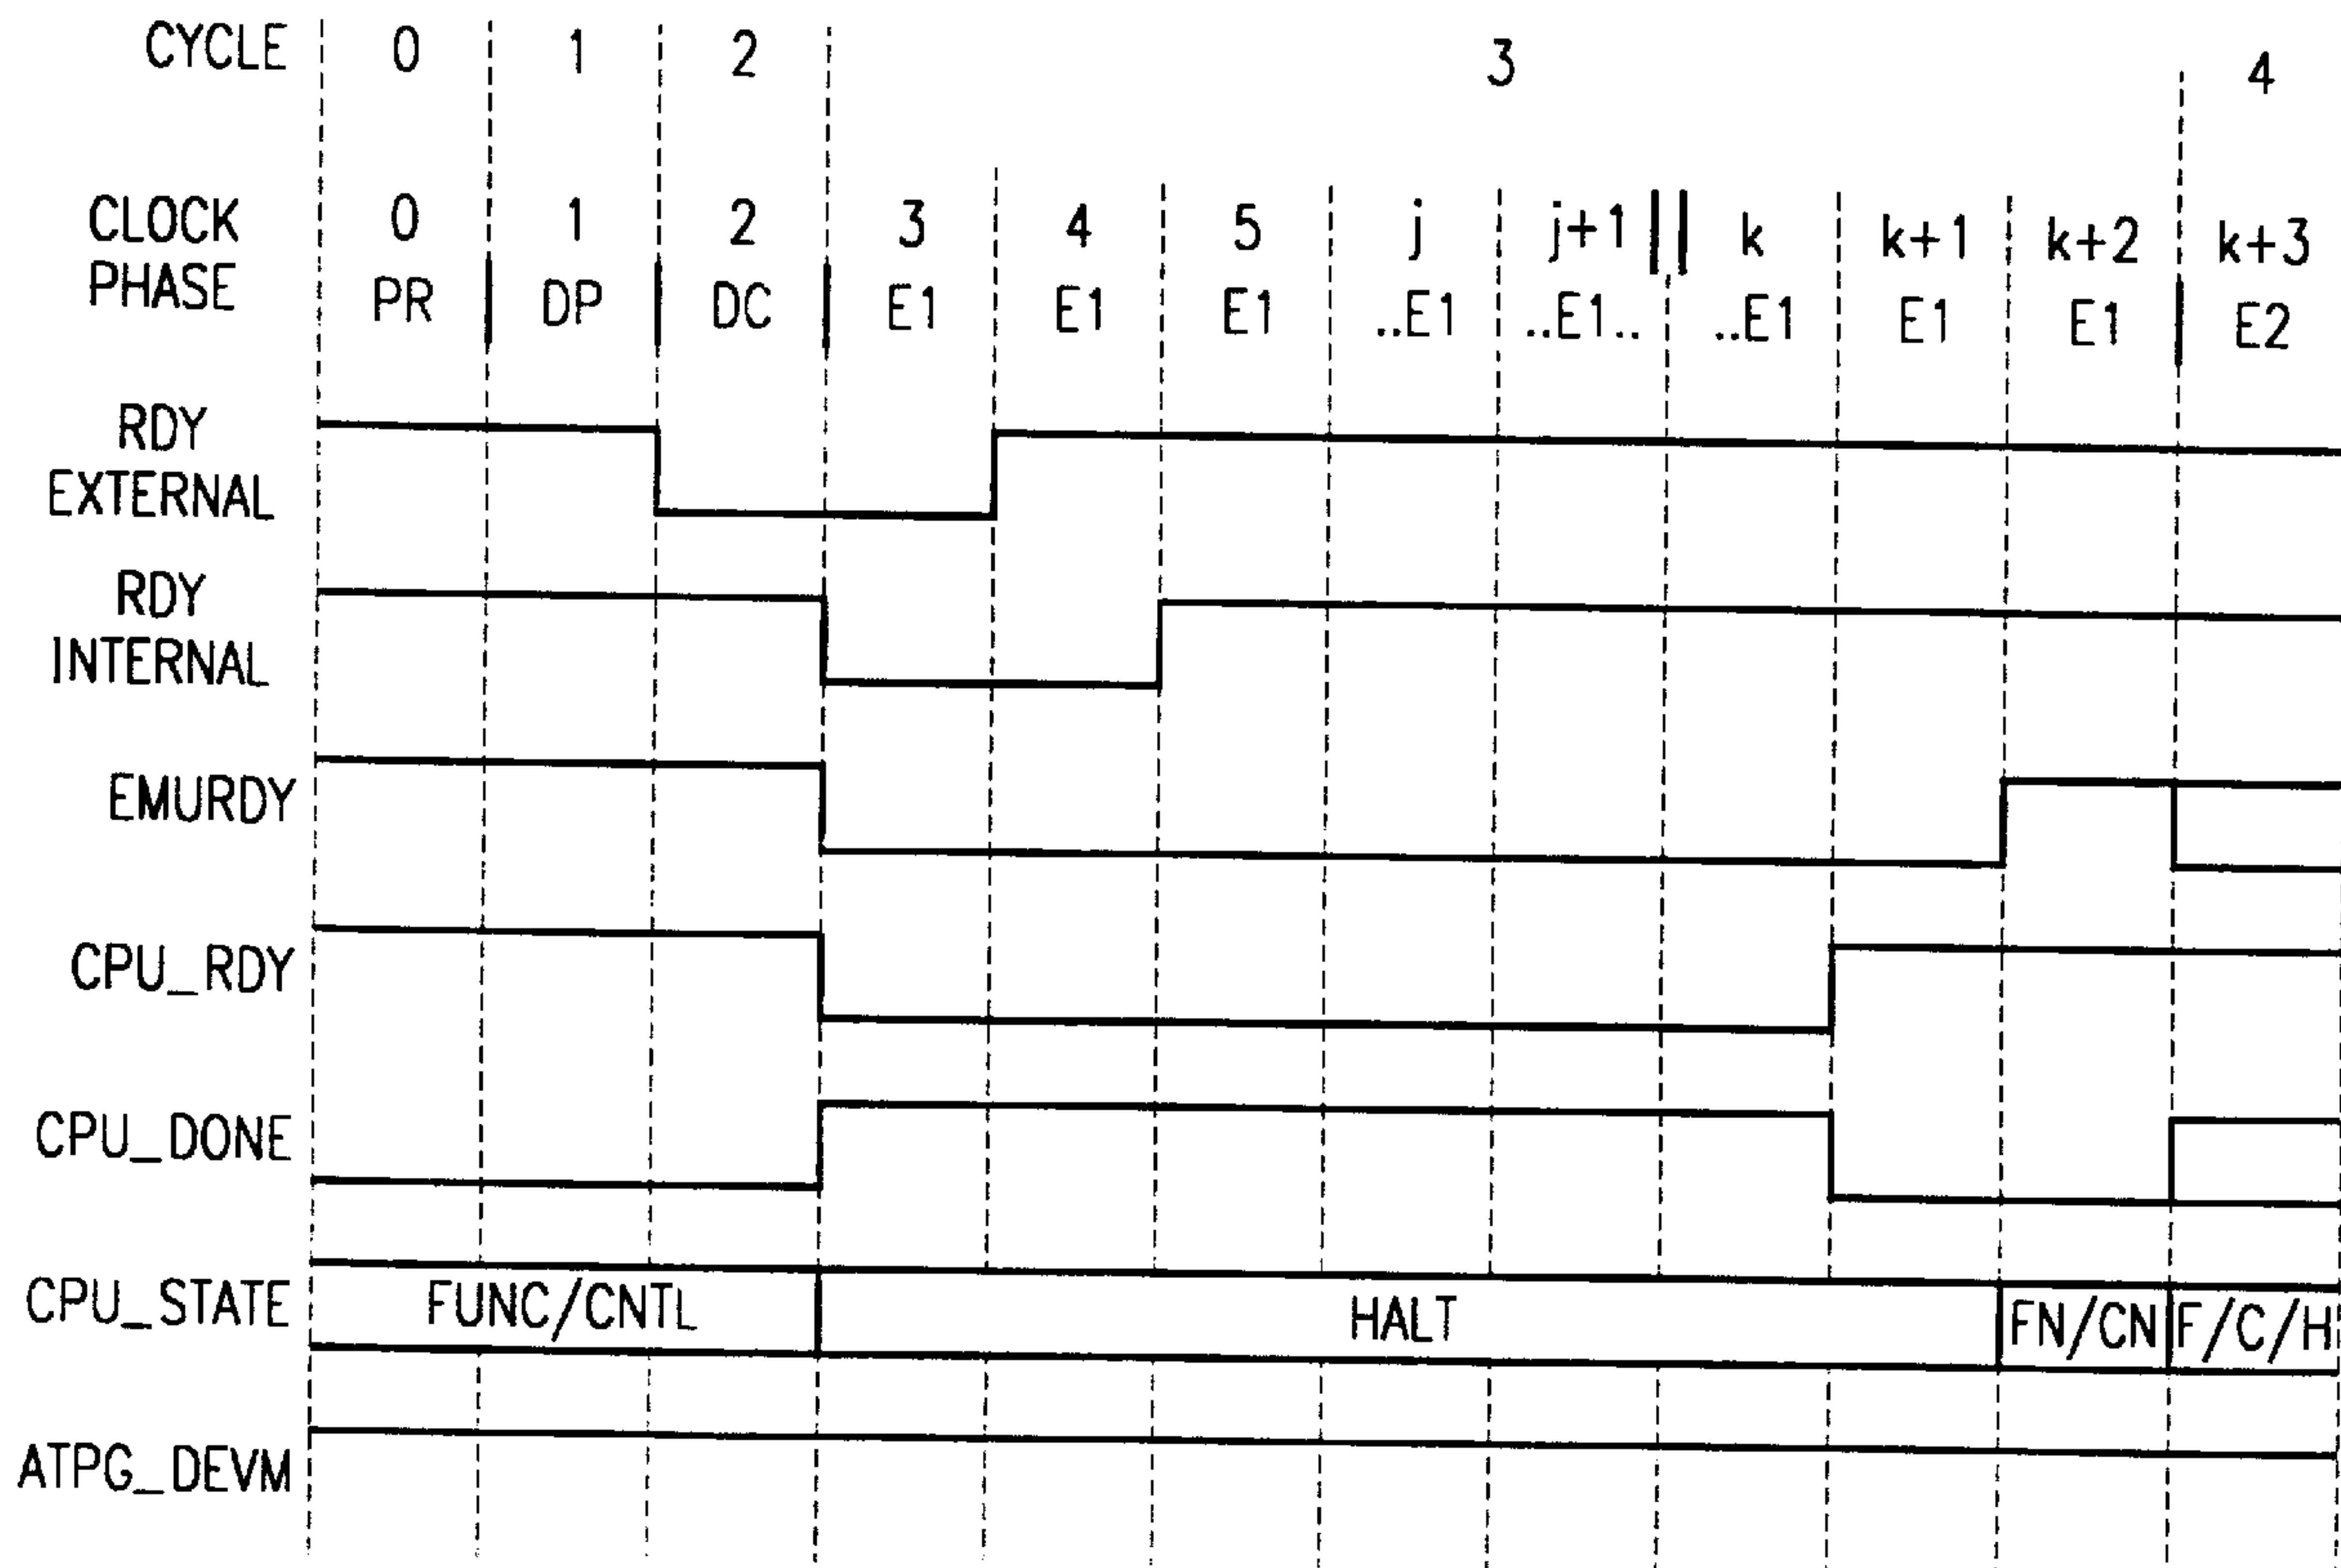 CYCLE 0 1 2 3 4
CLOCK PHASE 0 1 2 3 4 5 j j+1 k k+1 k+2 k+3
PR DP DC E1 E1 E1 ..E1 ..E1.. ..E1 E1 E1 E2
RDY
EXTERNAL
RDY
INTERNAL
EMURDY
CPU_RDY
CPU_DONE
CPU_STATE FUNC/CNTL HALT FN/CN F/C/H
ATPG_DEVM